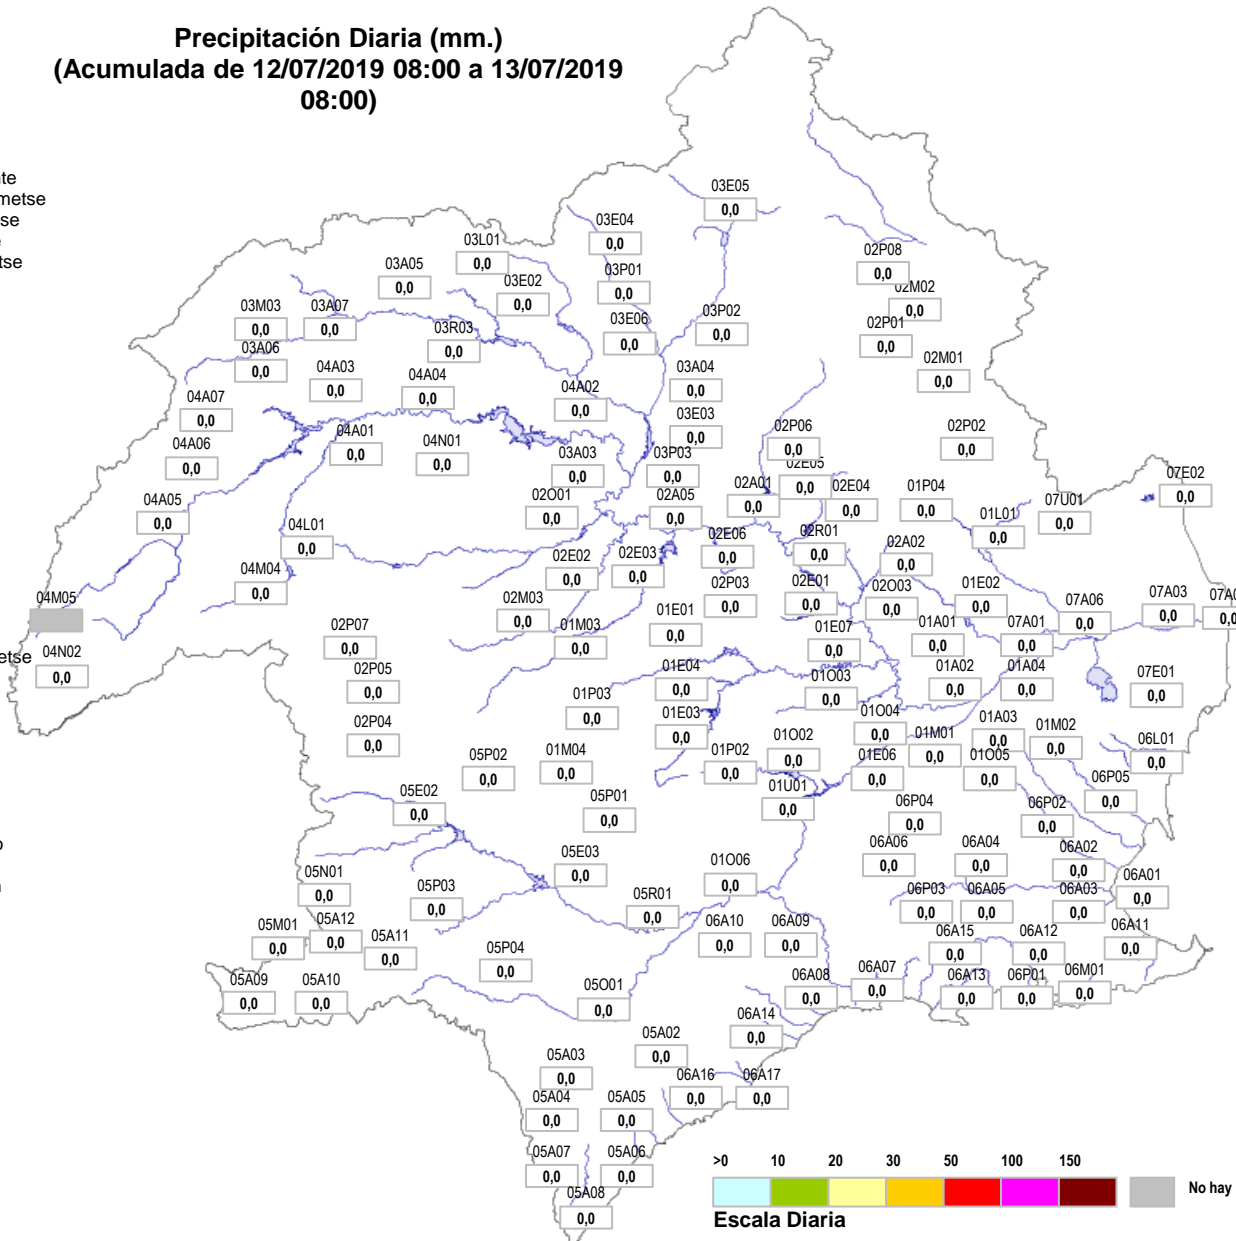 Precipitación Diaria (mm.)
(Acumulada de 12/07/2019 08:00 a 13/07/2019
08:00)
03E05
0,0
03E04
0,0
03L01
0,0
02P08
0,0
03A05
0,0
03P01
0,0
03E02
0,0
02M02
0,0
03M03
0,0
03A07
0,0
03E06
0,0
03P02
0,0
03R03
0,0
02P01
0,0
03A06
0,0
04A03
0,0
04A04
0,0
03A04
0,0
02M01
0,0
04A07
0,0
04A02
0,0
03E03
0,0
04A01
0,0
04N01
0,0
02P06
0,0
02P02
0,0
04A06
0,0
03A03
0,0
03P03
0,0
02E05
0,0
07E02
0,0
04A05
0,0
02O01
0,0
02A05
0,0
02A01
0,0
02E04
0,0
01P04
0,0
07U01
0,0
01L01
0,0
04L01
0,0
02E06
0,0
02R01
0,0
02A02
0,0
02E02
0,0
02E03
0,0
04M04
0,0
02P03
0,0
02E01
0,0
02O03
0,0
01E02
0,0
07A03
0,0
04M05
02M03
0,0
01E01
0,0
07A06
0,0
02P07
0,0
01M03
0,0
01E07
0,0
01A01
0,0
07A01
0,0
04N02
0,0
02P05
0,0
01E04
0,0
01O03
0,0
01A02
0,0
01A04
0,0
07E01
0,0
01P03
0,0
01E03
0,0
01O04
0,0
02P04
0,0
01A03
0,0
01M02
0,0
01M01
0,0
06L01
0,0
05P02
0,0
01M04
0,0
01P02
0,0
01O02
0,0
01E06
0,0
01O05
0,0
05E02
0,0
05P01
0,0
01U01
0,0
06P05
0,0
06P04
0,0
06P02
0,0
05E03
0,0
01O06
0,0
06A06
0,0
06A04
0,0
06A02
0,0
05N01
0,0
05P03
0,0
05R01
0,0
06P03
0,0
06A05
0,0
06A03
0,0
06A01
0,0
05M01
0,0
05A12
0,0
05A11
0,0
06A10
0,0
06A09
0,0
06A15
0,0
06A12
0,0
06A11
0,0
05P04
0,0
05A09
0,0
05A10
0,0
05O01
0,0
06A08
0,0
06A07
0,0
06A13
0,0
06P01
0,0
06M01
0,0
06A14
0,0
05A02
0,0
05A03
0,0
06A16
0,0
06A17
0,0
05A04
0,0
05A05
0,0
05A07
0,0
05A06
0,0
05A08
0,0
>0 10 20 30 50 100 150
No hay
Escala Diaria